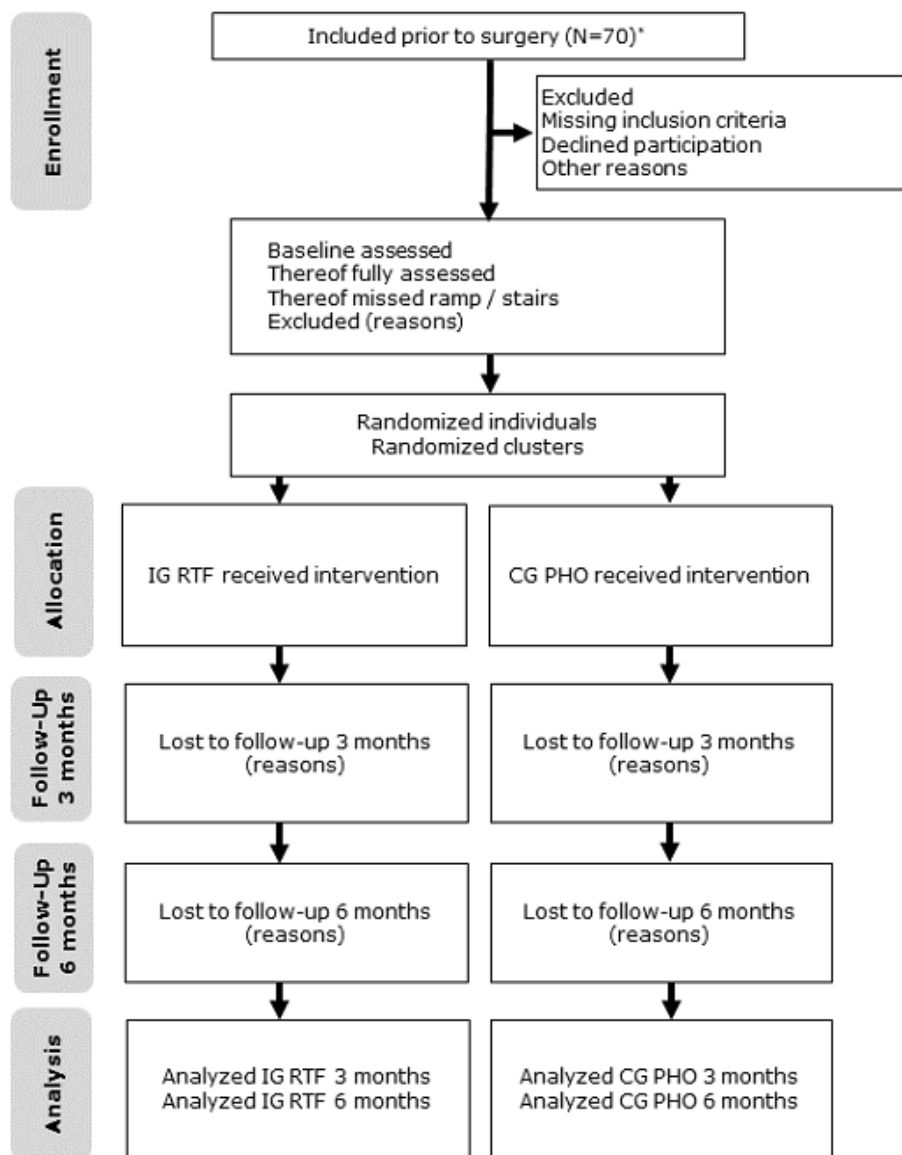 Enrollment
Included prior to surgery (N=70)*
Excluded
Missing inclusion criteria
Declined participation
Other reasons
Baseline assessed
Thereof fully assessed
Thereof missed ramp / stairs
Excluded (reasons)
Randomized individuals
Randomized clusters
Allocation
IG RTF received intervention
CG PHO received intervention
Follow-Up
3 months
Lost to follow-up 3 months
(reasons)
Lost to follow-up 3 months
(reasons)
Follow-Up
6 months
Lost to follow-up 6 months
(reasons)
Lost to follow-up 6 months
(reasons)
Analysis
Analyzed IG RTF 3 months
Analyzed IG RTF 6 months
Analyzed CG PHO 3 months
Analyzed CG PHO 6 months